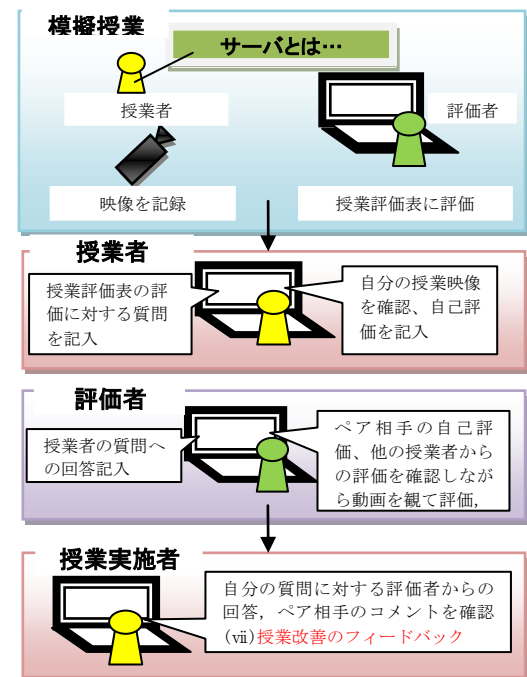 模擬授業
サーバとは…
授業者
評価者
映像を記録
授業評価表に評価
授業者
授業評価表の評
価に対する質問
を記入
自分の授業映像
を確認、自己評
価を記入
評価者
授業者の質問へ
の回答記入
ペア相手の自己評
価、他の授業者から
の評価を確認しなが
ら動画を観て評価,
授業実施者
自分の質問に対する評価者からの
回答，ペア相手のコメントを確認
(vii)授業改善のフィードバック